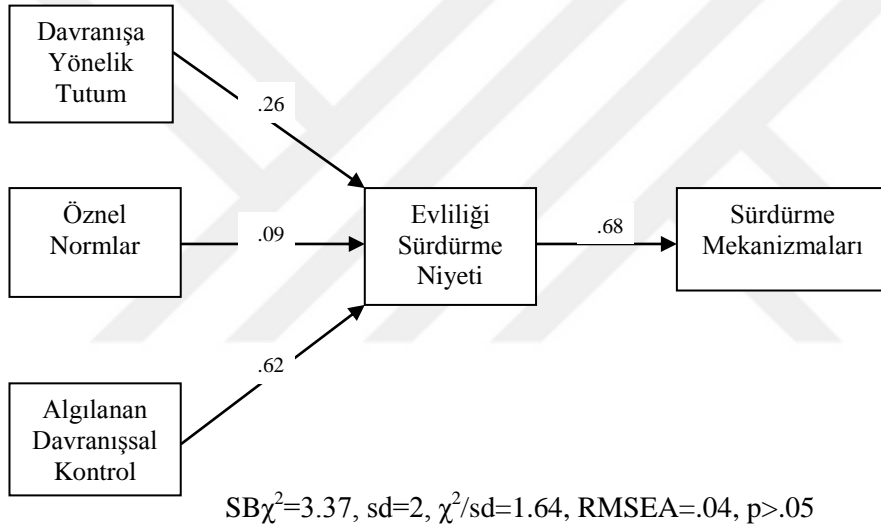 Davranışa
Yönelik
Tutum
.26
Öznel
Normlar
.09
Evliliği
Sürdürme
Niyeti
.68
Sürdürme
Mekanizmaları
.62
Algılanan
Davranışsal
Kontrol
SBχ²=3.37, sd=2, χ²/sd=1.64, RMSEA=.04, p>.05